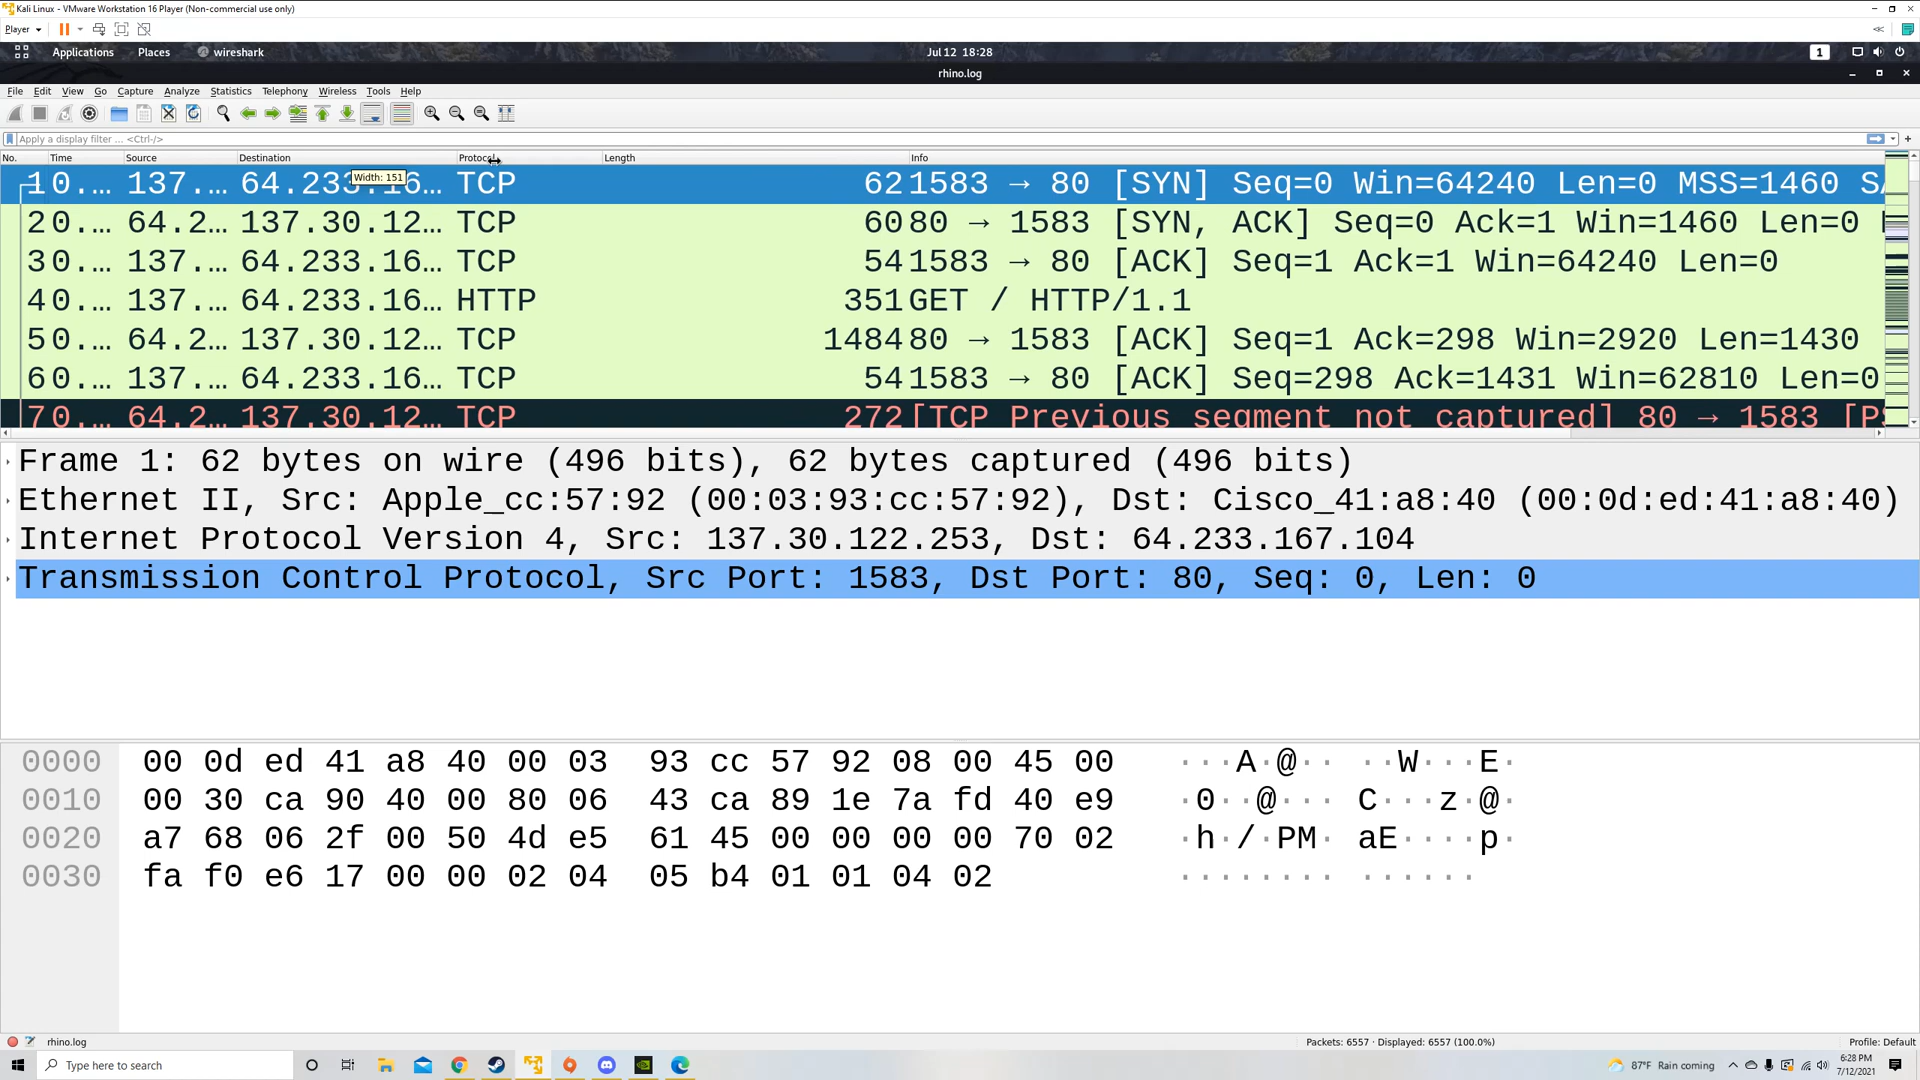 Kali Linux - VMware Workstation 16 Player (Non-commercial use only)
Player
Applications Places wireshark Jul 12 18:28 1
rhino.log
File Edit View Go Capture Analyze Statistics Telephony Wireless Tools Help
Apply a display filter ... <Ctrl-/>
No. Time Source Destination Protocol Length Info
Width: 151
1 0.… 137.… 64.233.16… TCP 62 1583 → 80 [SYN] Seq=0 Win=64240 Len=0 MSS=1460
2 0.… 64.2… 137.30.12… TCP 60 80 → 1583 [SYN, ACK] Seq=0 Ack=1 Win=1460 Len=0
3 0.… 137.… 64.233.16… TCP 54 1583 → 80 [ACK] Seq=1 Ack=1 Win=64240 Len=0
4 0.… 137.… 64.233.16… HTTP 351 GET / HTTP/1.1
5 0.… 64.2… 137.30.12… TCP 1484 80 → 1583 [ACK] Seq=1 Ack=298 Win=2920 Len=1430
6 0.… 137.… 64.233.16… TCP 54 1583 → 80 [ACK] Seq=298 Ack=1431 Win=62810 Len=0
7 0.… 64.2… 137.30.12… TCP 272 [TCP Previous segment not captured] 80 → 1583
Frame 1: 62 bytes on wire (496 bits), 62 bytes captured (496 bits)
Ethernet II, Src: Apple_cc:57:92 (00:03:93:cc:57:92), Dst: Cisco_41:a8:40 (00:0d:ed:41:a8:40)
Internet Protocol Version 4, Src: 137.30.122.253, Dst: 64.233.167.104
Transmission Control Protocol, Src Port: 1583, Dst Port: 80, Seq: 0, Len: 0
0000 00 0d ed 41 a8 40 00 03 93 cc 57 92 08 00 45 00 ···A·@·· ··W···E·
0010 00 30 ca 90 40 00 80 06 43 ca 89 1e 7a fd 40 e9 ·0··@··· C···z·@·
0020 a7 68 06 2f 00 50 4d e5 61 45 00 00 00 00 70 02 ·h·/·PM· aE····p·
0030 fa f0 e6 17 00 00 02 04 05 b4 01 01 04 02 ········ ······
rhino.log Packets: 6557 · Displayed: 6557 (100.0%) Profile: Default
Type here to search 87°F Rain coming 6:28 PM
7/12/2021